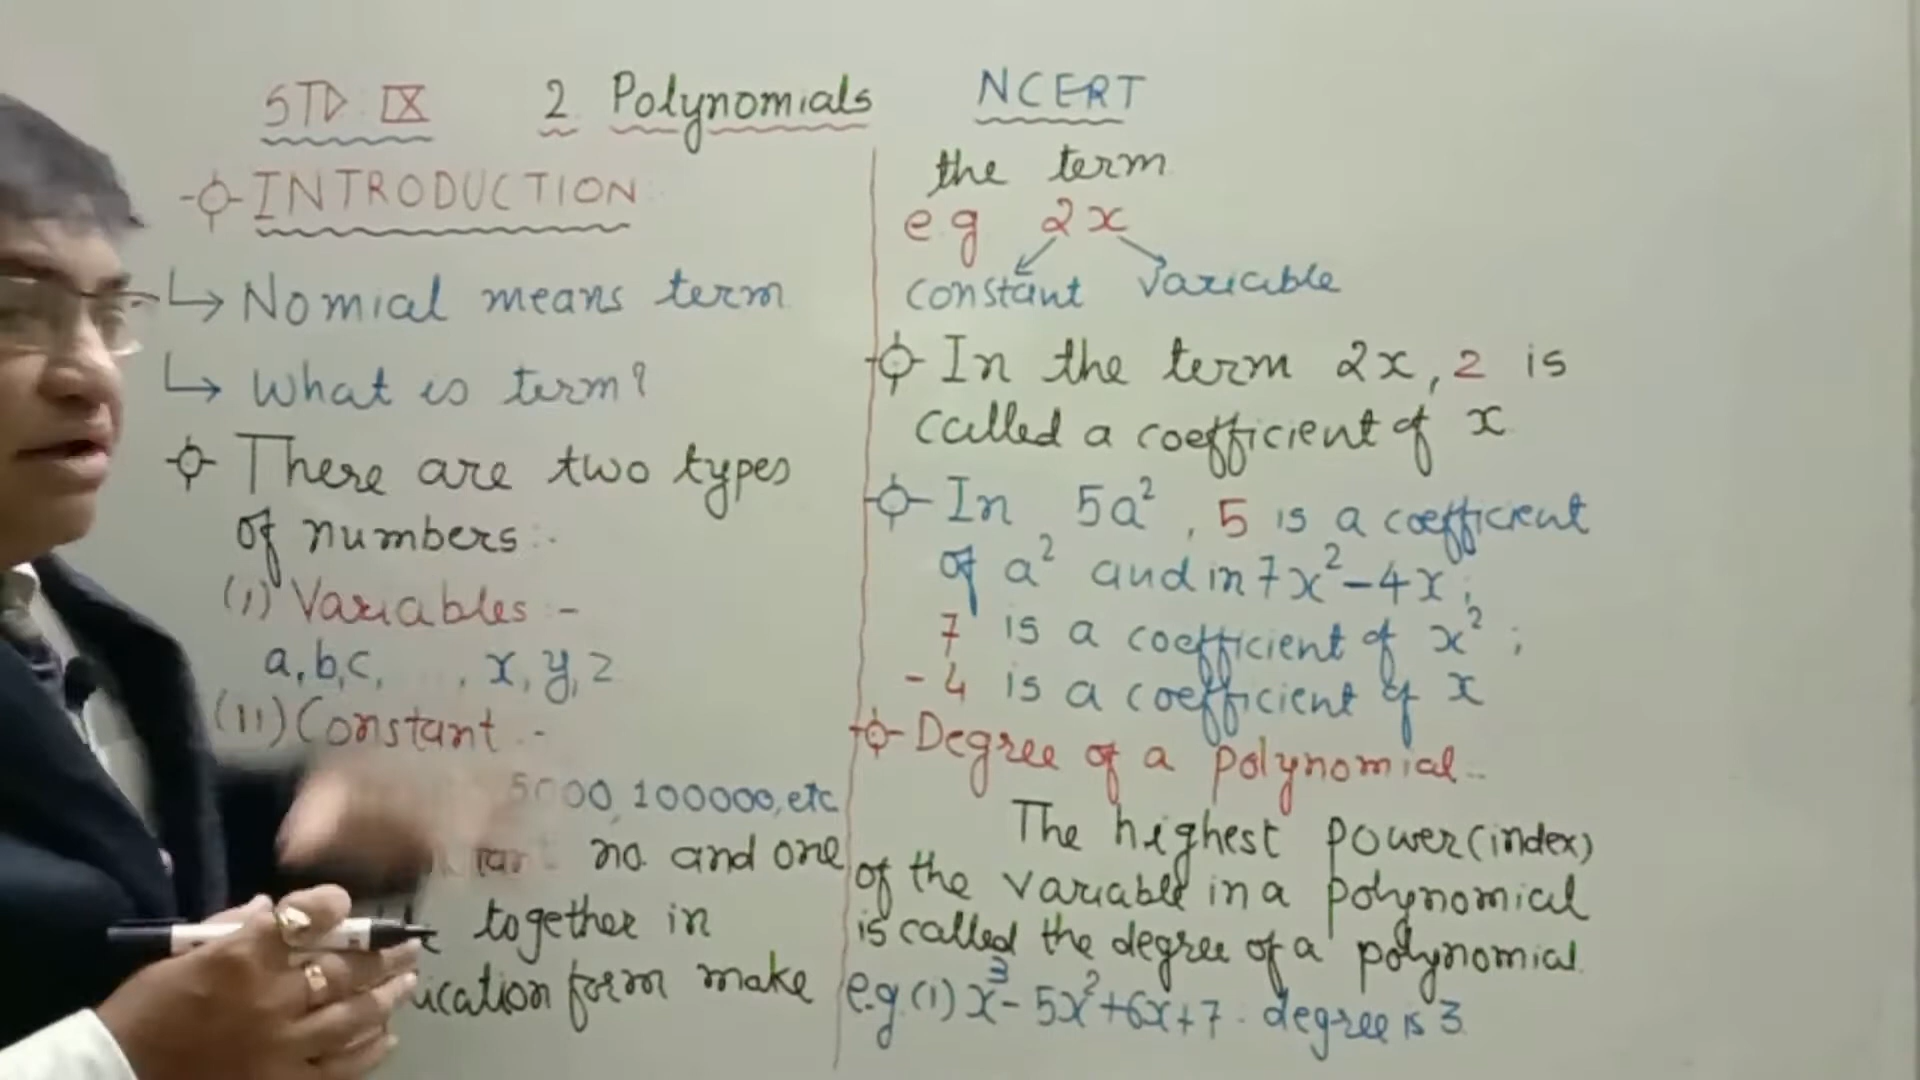 STD IX 2 Polynomials NCERT
INTRODUCTION
Nomial means term
What is term?
There are two types
of numbers:-
(i) Variables :-
a, b, c, . . , x, y, z
(ii) Constant :-
5000, 100000, etc
no and one
together in
ication form make
the term
e.g 2x
constant variable
In the term 2x, 2 is
called a coefficient of x
In 5a², 5 is a coefficient
of a² and in 7x²-4x;
7 is a coefficient of x² ;
-4 is a coefficient of x
Degree of a polynomial :-
The highest power (index)
of the variable in a polynomial
is called the degree of a polynomial.
e.g. (1) x³- 5x²+6x+7 . degree is 3